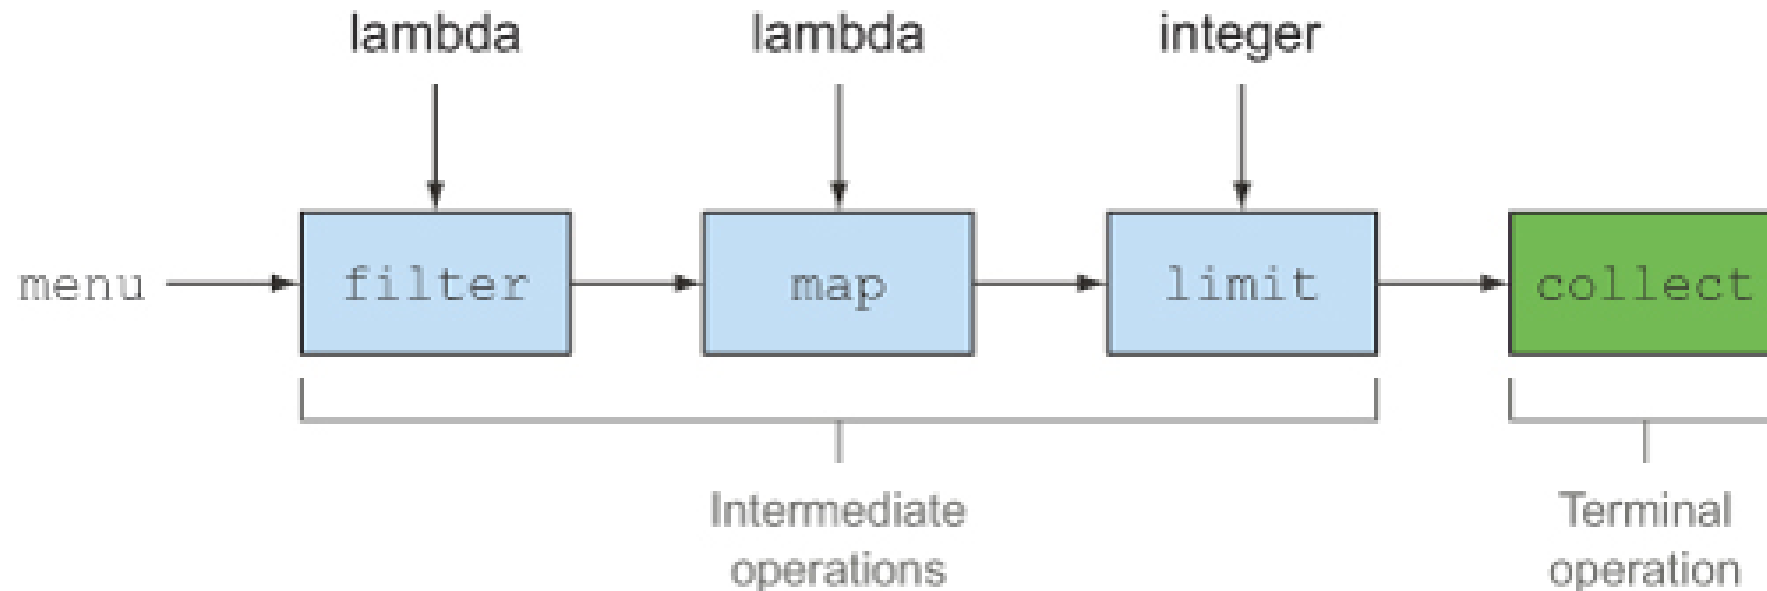 lambda lambda integer
menu filter map limit collect
Intermediate Terminal
operations operation